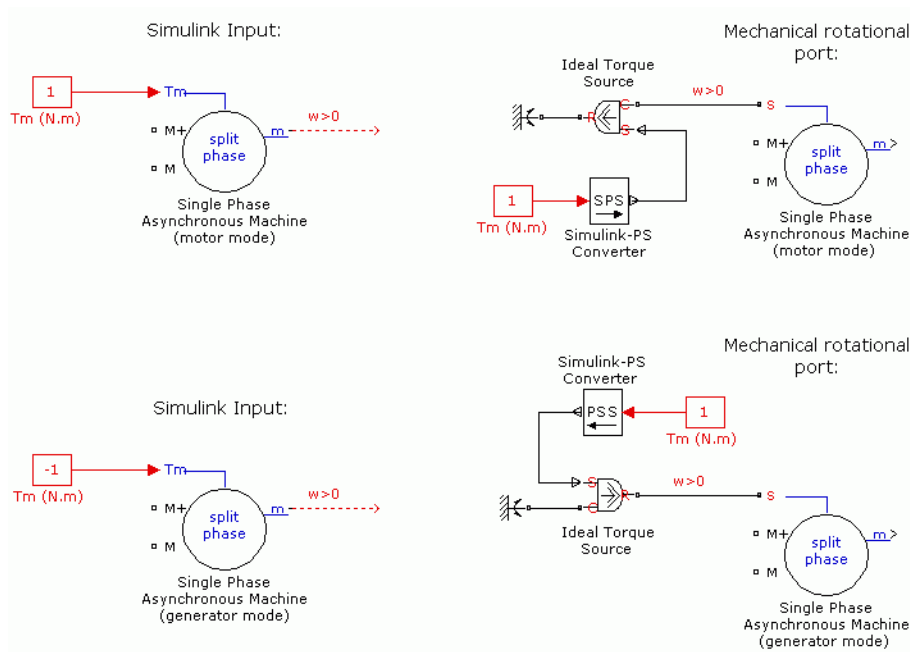 Simulink Input:
1
Tm (N.m)
Tm
w>0
M+
M
split
phase
m
Single Phase
Asynchronous Machine
(motor mode)
Mechanical rotational
port:
Ideal Torque
Source
R
C
S
w>0
S
1
Tm (N.m)
SPS
Simulink-PS
Converter
M+
M
split
phase
m
Single Phase
Asynchronous Machine
(motor mode)
Simulink Input:
-1
Tm (N.m)
Tm
w>0
M+
M
split
phase
m
Single Phase
Asynchronous Machine
(generator mode)
Mechanical rotational
port:
Simulink-PS
Converter
PSS
1
Tm (N.m)
S
C
R
w>0
S
Ideal Torque
Source
M+
M
split
phase
m
Single Phase
Asynchronous Machine
(generator mode)